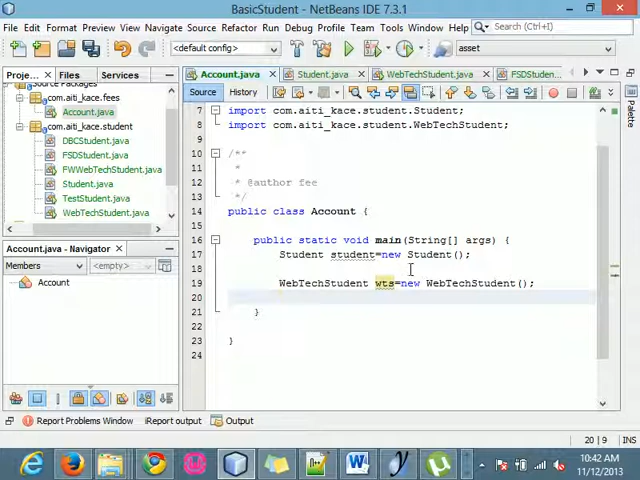 BasicStudent - NetBeans IDE 7.3.1
File Edit Format View Navigate Source Refactor Run Debug Profile Team Tools Window Help Search (Ctrl+I)
<default config> asset
Proje... Files Services
Account.java Student.java WebTechStudent.java FSDStuden...
Source Packages
com.aiti_kace.fees
Account.java
com.aiti_kace.student
DBCStudent.java
FSDStudent.java
FWWebTechStudent.java
Student.java
TestStudent.java
WebTechStudent.java
Account.java - Navigator
Members <empty>
Account
Source History
7 import com.aiti_kace.student.Student;
8 import com.aiti_kace.student.WebTechStudent;
9
10 /**
11 *
12 * @author fee
13 */
14 public class Account {
15
16 public static void main(String[] args) {
17 Student student=new Student();
18
19 WebTechStudent wts=new WebTechStudent();
20
21 }
22
23 }
24
Palette
Report Problems Window iReport output Output
20 | 9 INS
10:42 AM
11/12/2013